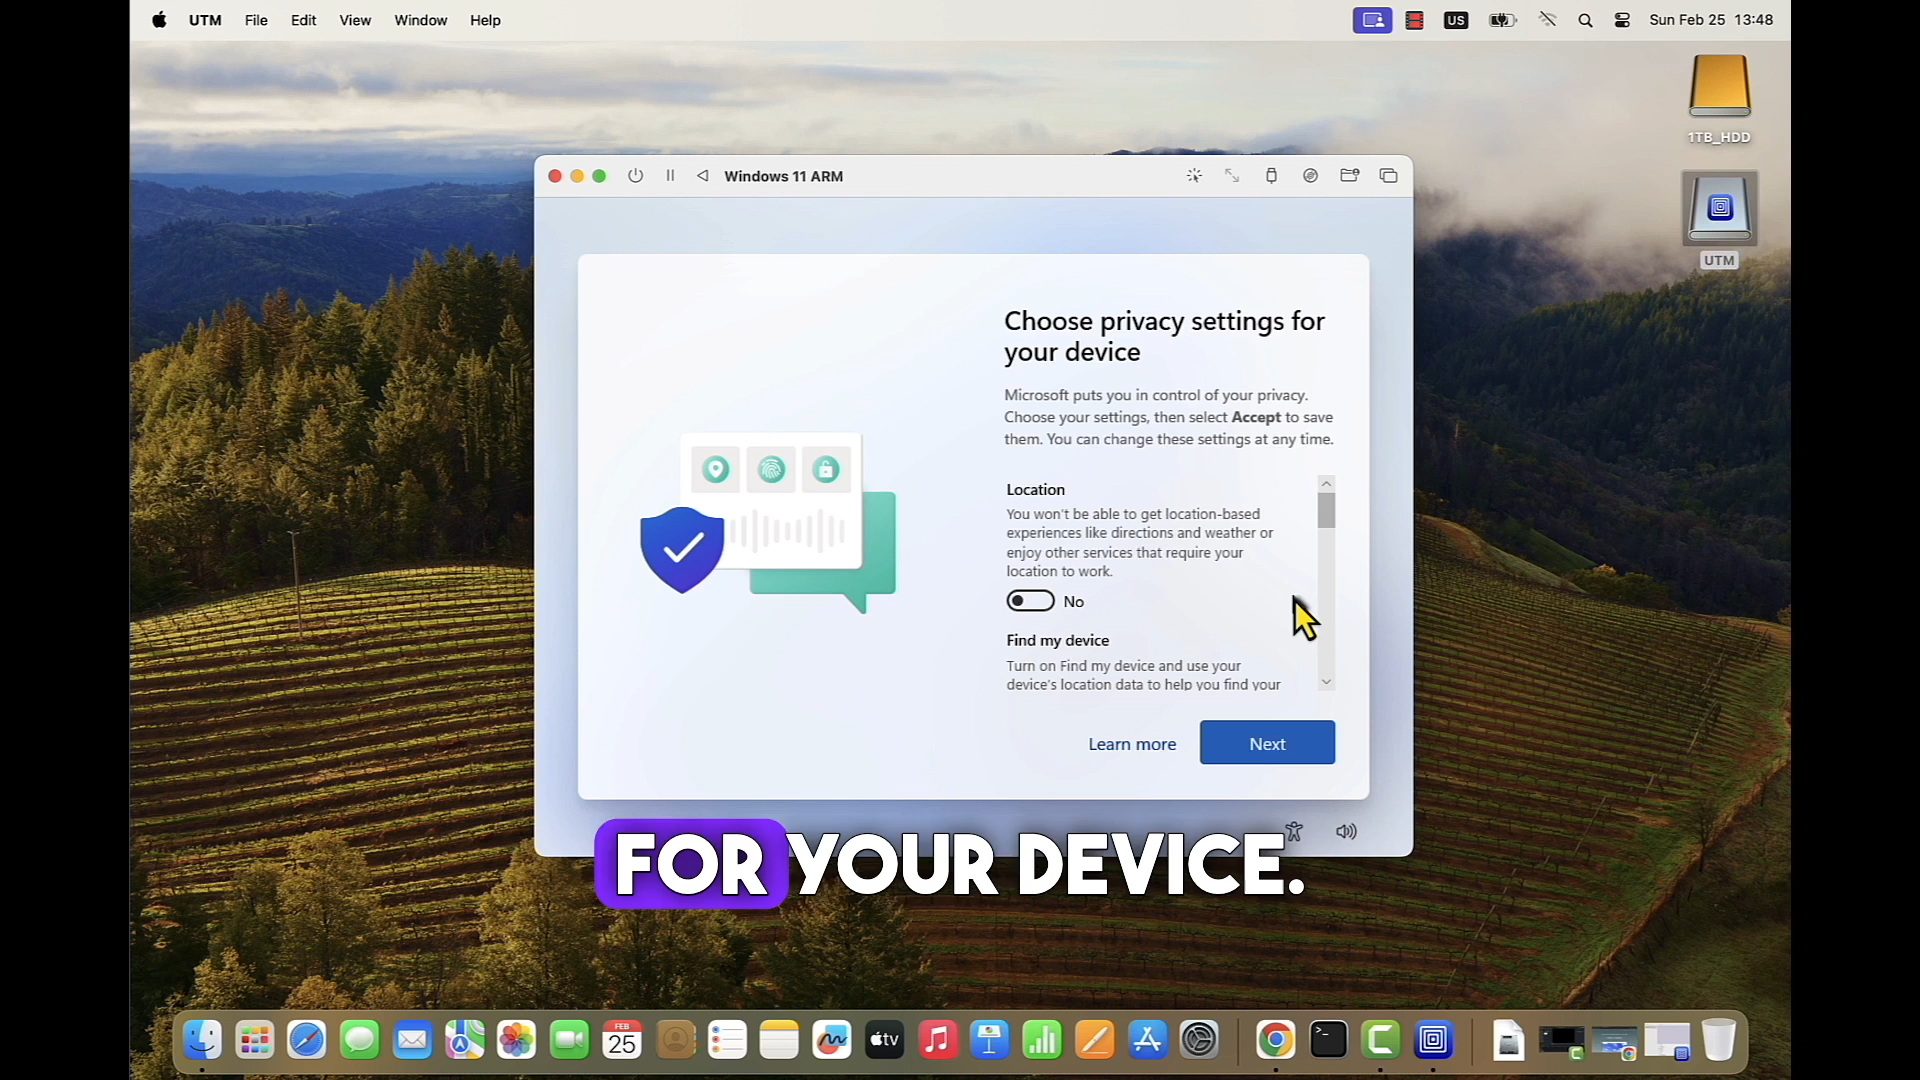 UTM File Edit View Window Help US Sun Feb 25 13:48
1TB_HDD
Windows 11 ARM
UTM
Choose privacy settings for
your device
Microsoft puts you in control of your privacy.
Choose your settings, then select Accept to save
them. You can change these settings at any time.
Location
You won't be able to get location-based
experiences like directions and weather or
enjoy other services that require your
location to work.
No
Find my device
Turn on Find my device and use your
device's location data to help you find your
Learn more Next
FOR YOUR DEVICE.
FEB
25
tv